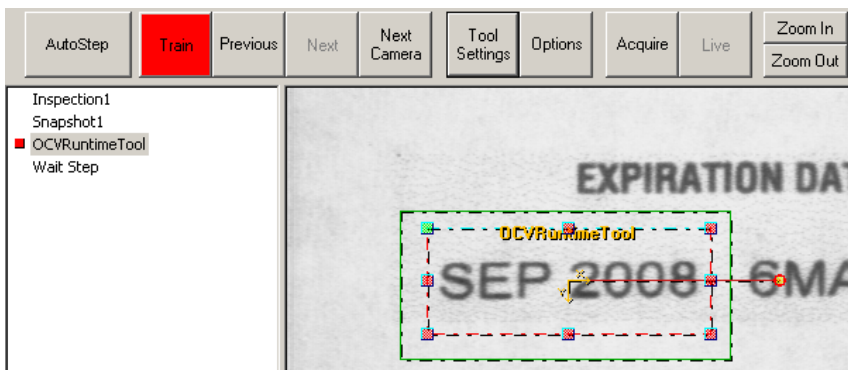 AutoStep Train Previous Next Next Camera Tool Settings Options Acquire Live Zoom In Zoom Out
Inspection1
Snapshot1
OCVRuntimeTool
Wait Step
EXPIRATION DA
OCVRuntimeTool
SEP 2008 6MA